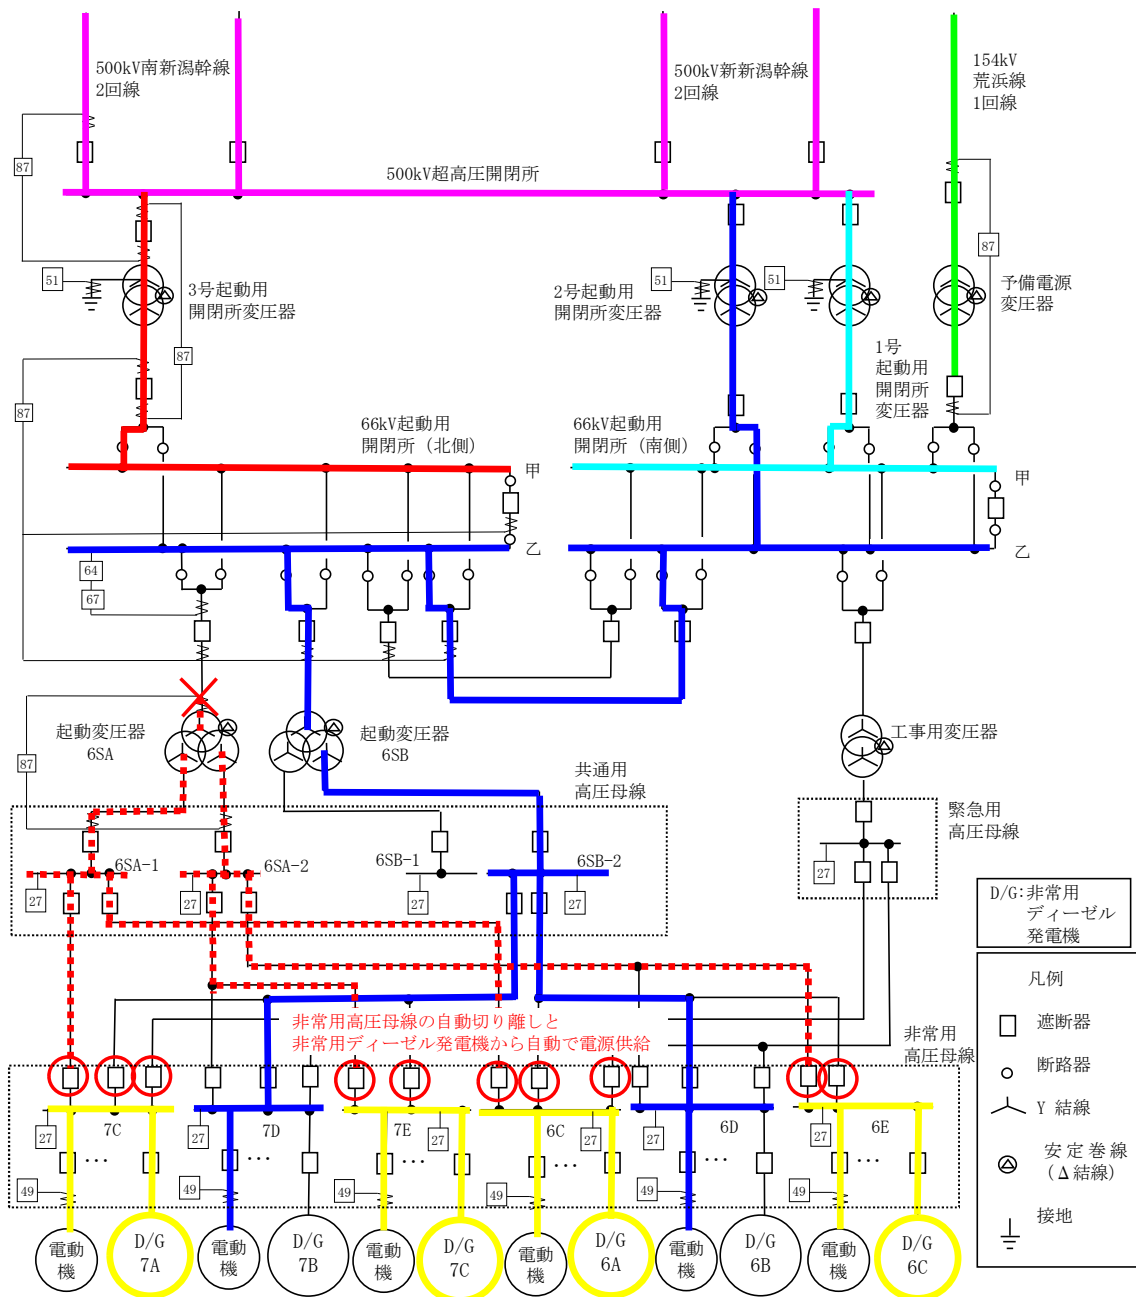 500kV南新潟幹線
2回線
500kV新新潟幹線
2回線
154kV
荒浜線
1回線
87
500kV超高圧開閉所
87
51
3号起動用
開閉所変圧器
51
2号起動用
開閉所変圧器
51
予備電源
変圧器
87
1号
起動用
開閉所
変圧器
87
66kV起動用
開閉所（北側）
66kV起動用
開閉所（南側）
甲
甲
乙
乙
64
67
起動変圧器
6SA
起動変圧器
6SB
工事用変圧器
87
共通用
高圧母線
緊急用
高圧母線
6SA-1
6SA-2
6SB-1
6SB-2
27
27
27
27
27
D/G:非常用
ディーゼル
発電機
凡例
遮断器
断路器
Y 結線
安定巻線
(Δ結線)
接地
非常用高圧母線の自動切り離しと
非常用ディーゼル発電機から自動で電源供給
非常用
高圧母線
7C
7D
7E
6C
6D
6E
27
27
27
27
27
27
…
…
…
…
…
…
49
49
49
49
49
49
電動
機
D/G
7A
電動
機
D/G
7B
電動
機
D/G
7C
電動
機
D/G
6A
電動
機
D/G
6B
電動
機
D/G
6C